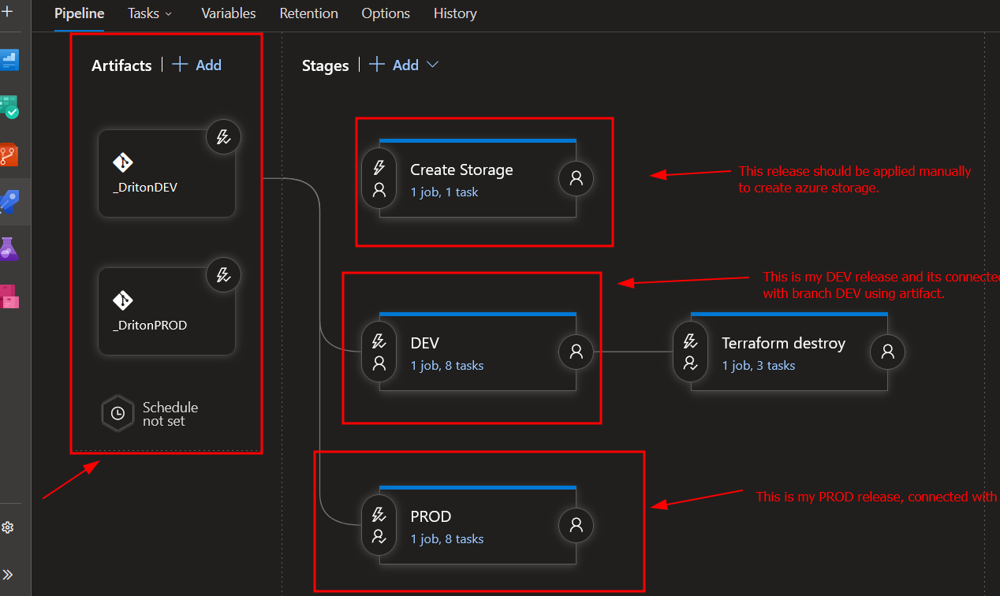 Pipeline Tasks Variables Retention Options History
Artifacts | + Add
Stages | + Add
_DritonDEV
_DritonPROD
Schedule
not set
Create Storage
1 job, 1 task
This release should be applied manually
to create azure storage.
This is my DEV release and its connected
with branch DEV using artifact.
DEV
1 job, 8 tasks
Terraform destroy
1 job, 3 tasks
This is my PROD release, connected with
PROD
1 job, 8 tasks